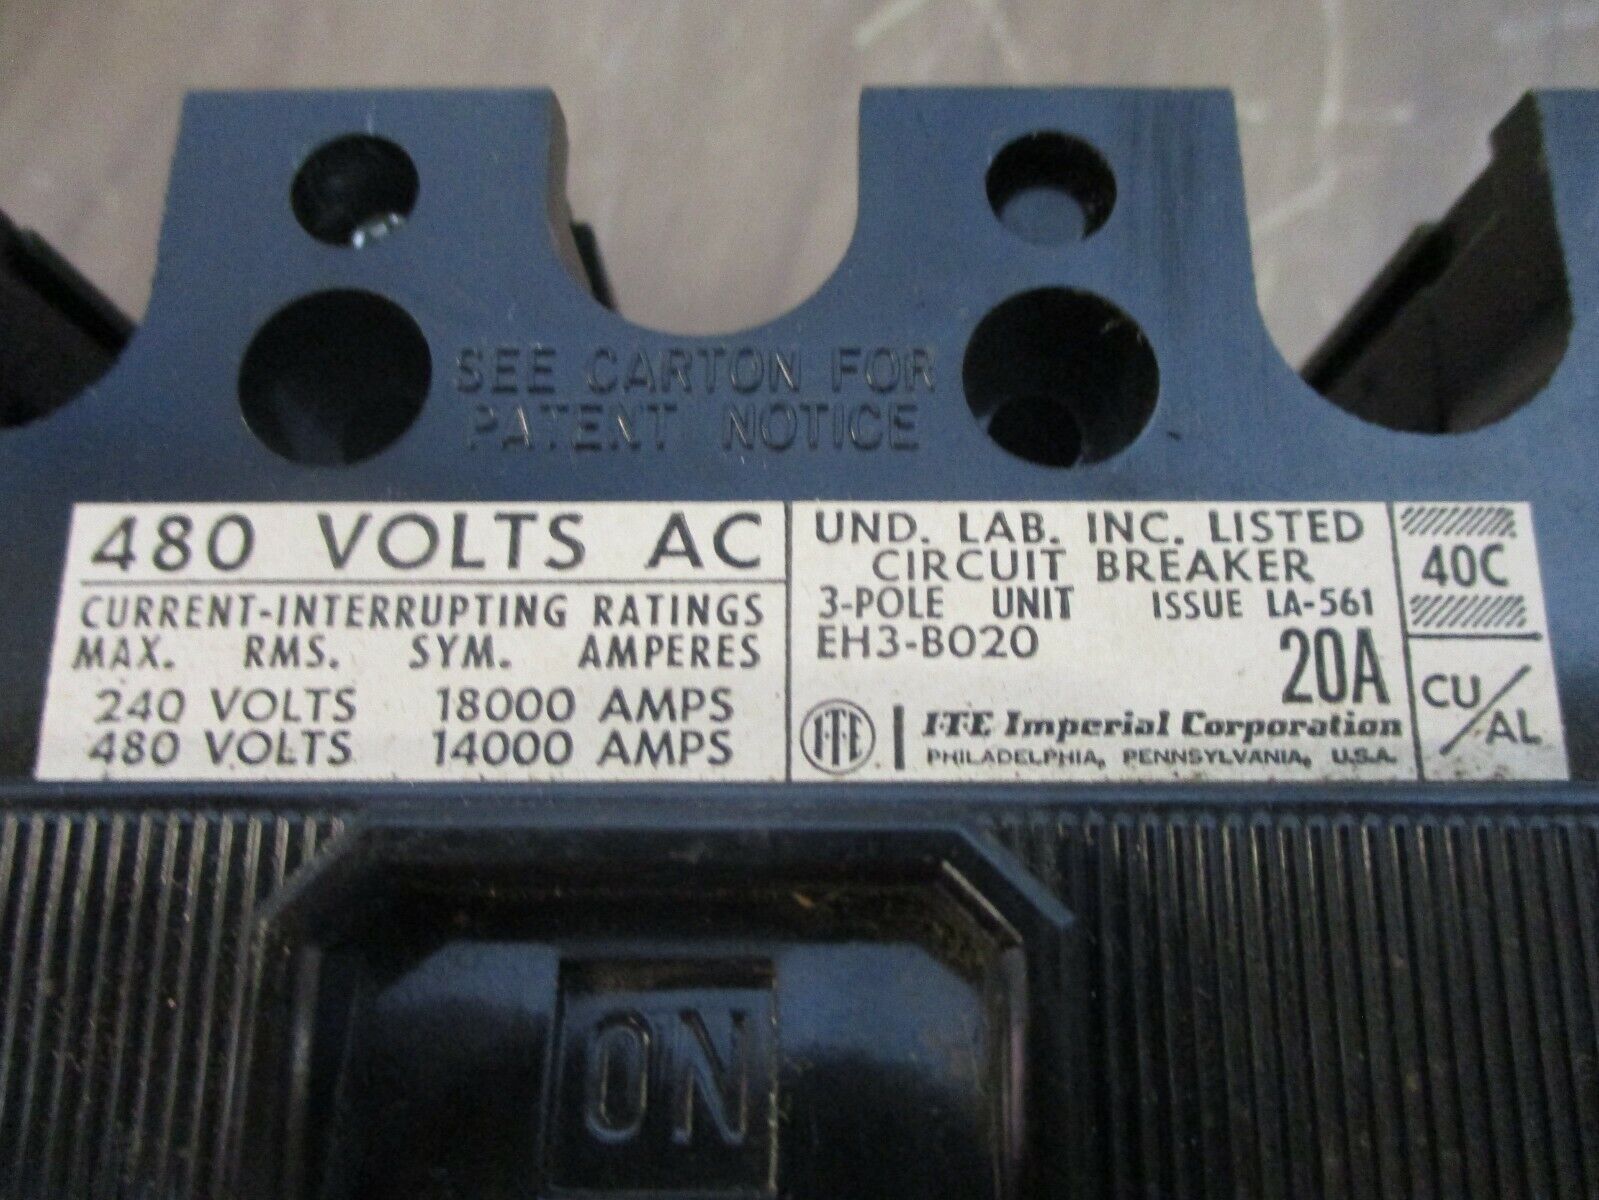 SEE CARTON FOR
PATENT NOTICE
480 VOLTS AC
CURRENT-INTERRUPTING RATINGS
MAX. RMS. SYM. AMPERES
240 VOLTS 18000 AMPS
480 VOLTS 14000 AMPS
UND. LAB. INC. LISTED
CIRCUIT BREAKER
3-POLE UNIT ISSUE LA-561
EH3-B020
20A
I-T-E
I-T-E Imperial Corporation
PHILADELPHIA, PENNSYLVANIA, U.S.A.
40C
CU/AL
ON